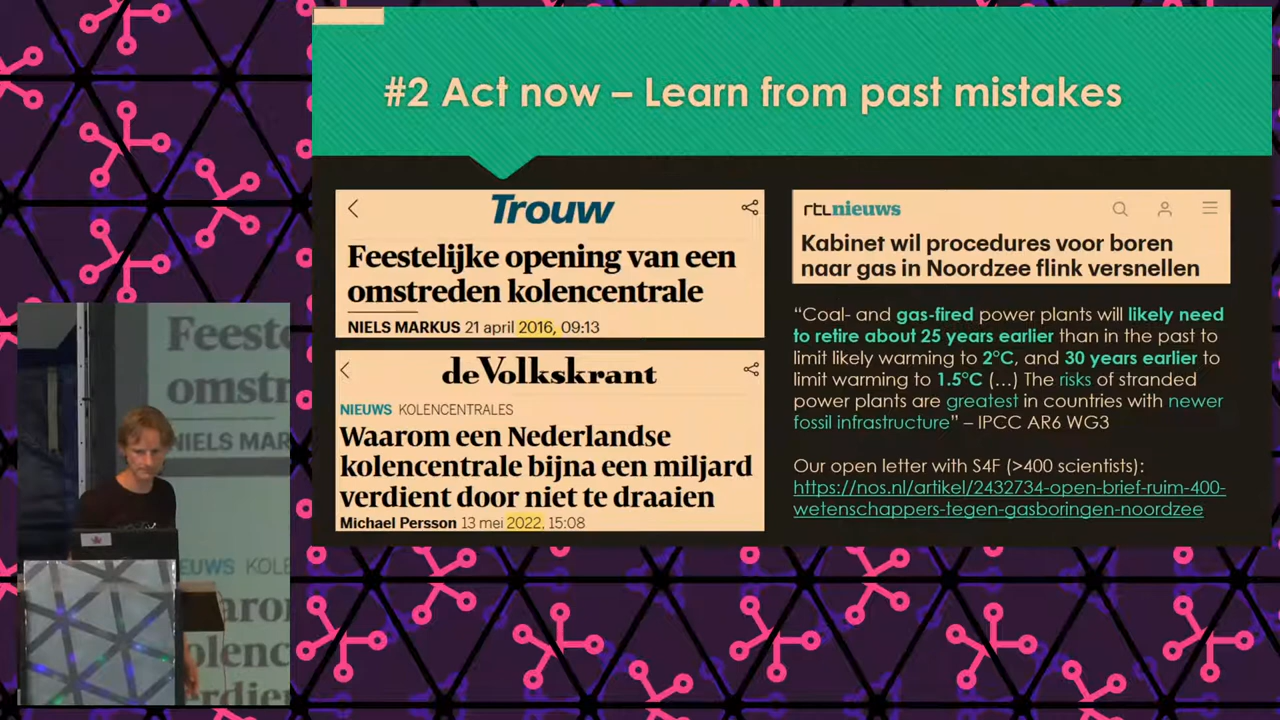 #2 Act now – Learn from past mistakes
Trouw
Feestelijke opening van een
omstreden kolencentrale
NIELS MARKUS 21 april 2016, 09:13
deVolkskrant
NIEUWS KOLENCENTRALES
Waarom een Nederlandse
kolencentrale bijna een miljard
verdient door niet te draaien
Michael Persson 13 mei 2022, 15:08
rtlnieuws
Kabinet wil procedures voor boren
naar gas in Noordzee flink versnellen
“Coal- and gas-fired power plants will likely need
to retire about 25 years earlier than in the past to
limit likely warming to 2°C, and 30 years earlier to
limit warming to 1.5°C (…) The risks of stranded
power plants are greatest in countries with newer
fossil infrastructure” – IPCC AR6 WG3
Our open letter with S4F (>400 scientists):
https://nos.nl/artikel/2432734-open-brief-ruim-400-
wetenschappers-tegen-gasboringen-noordzee
Feeste
omstr
NIELS MAR
EUWS KOLE
aror
olenc
erdier